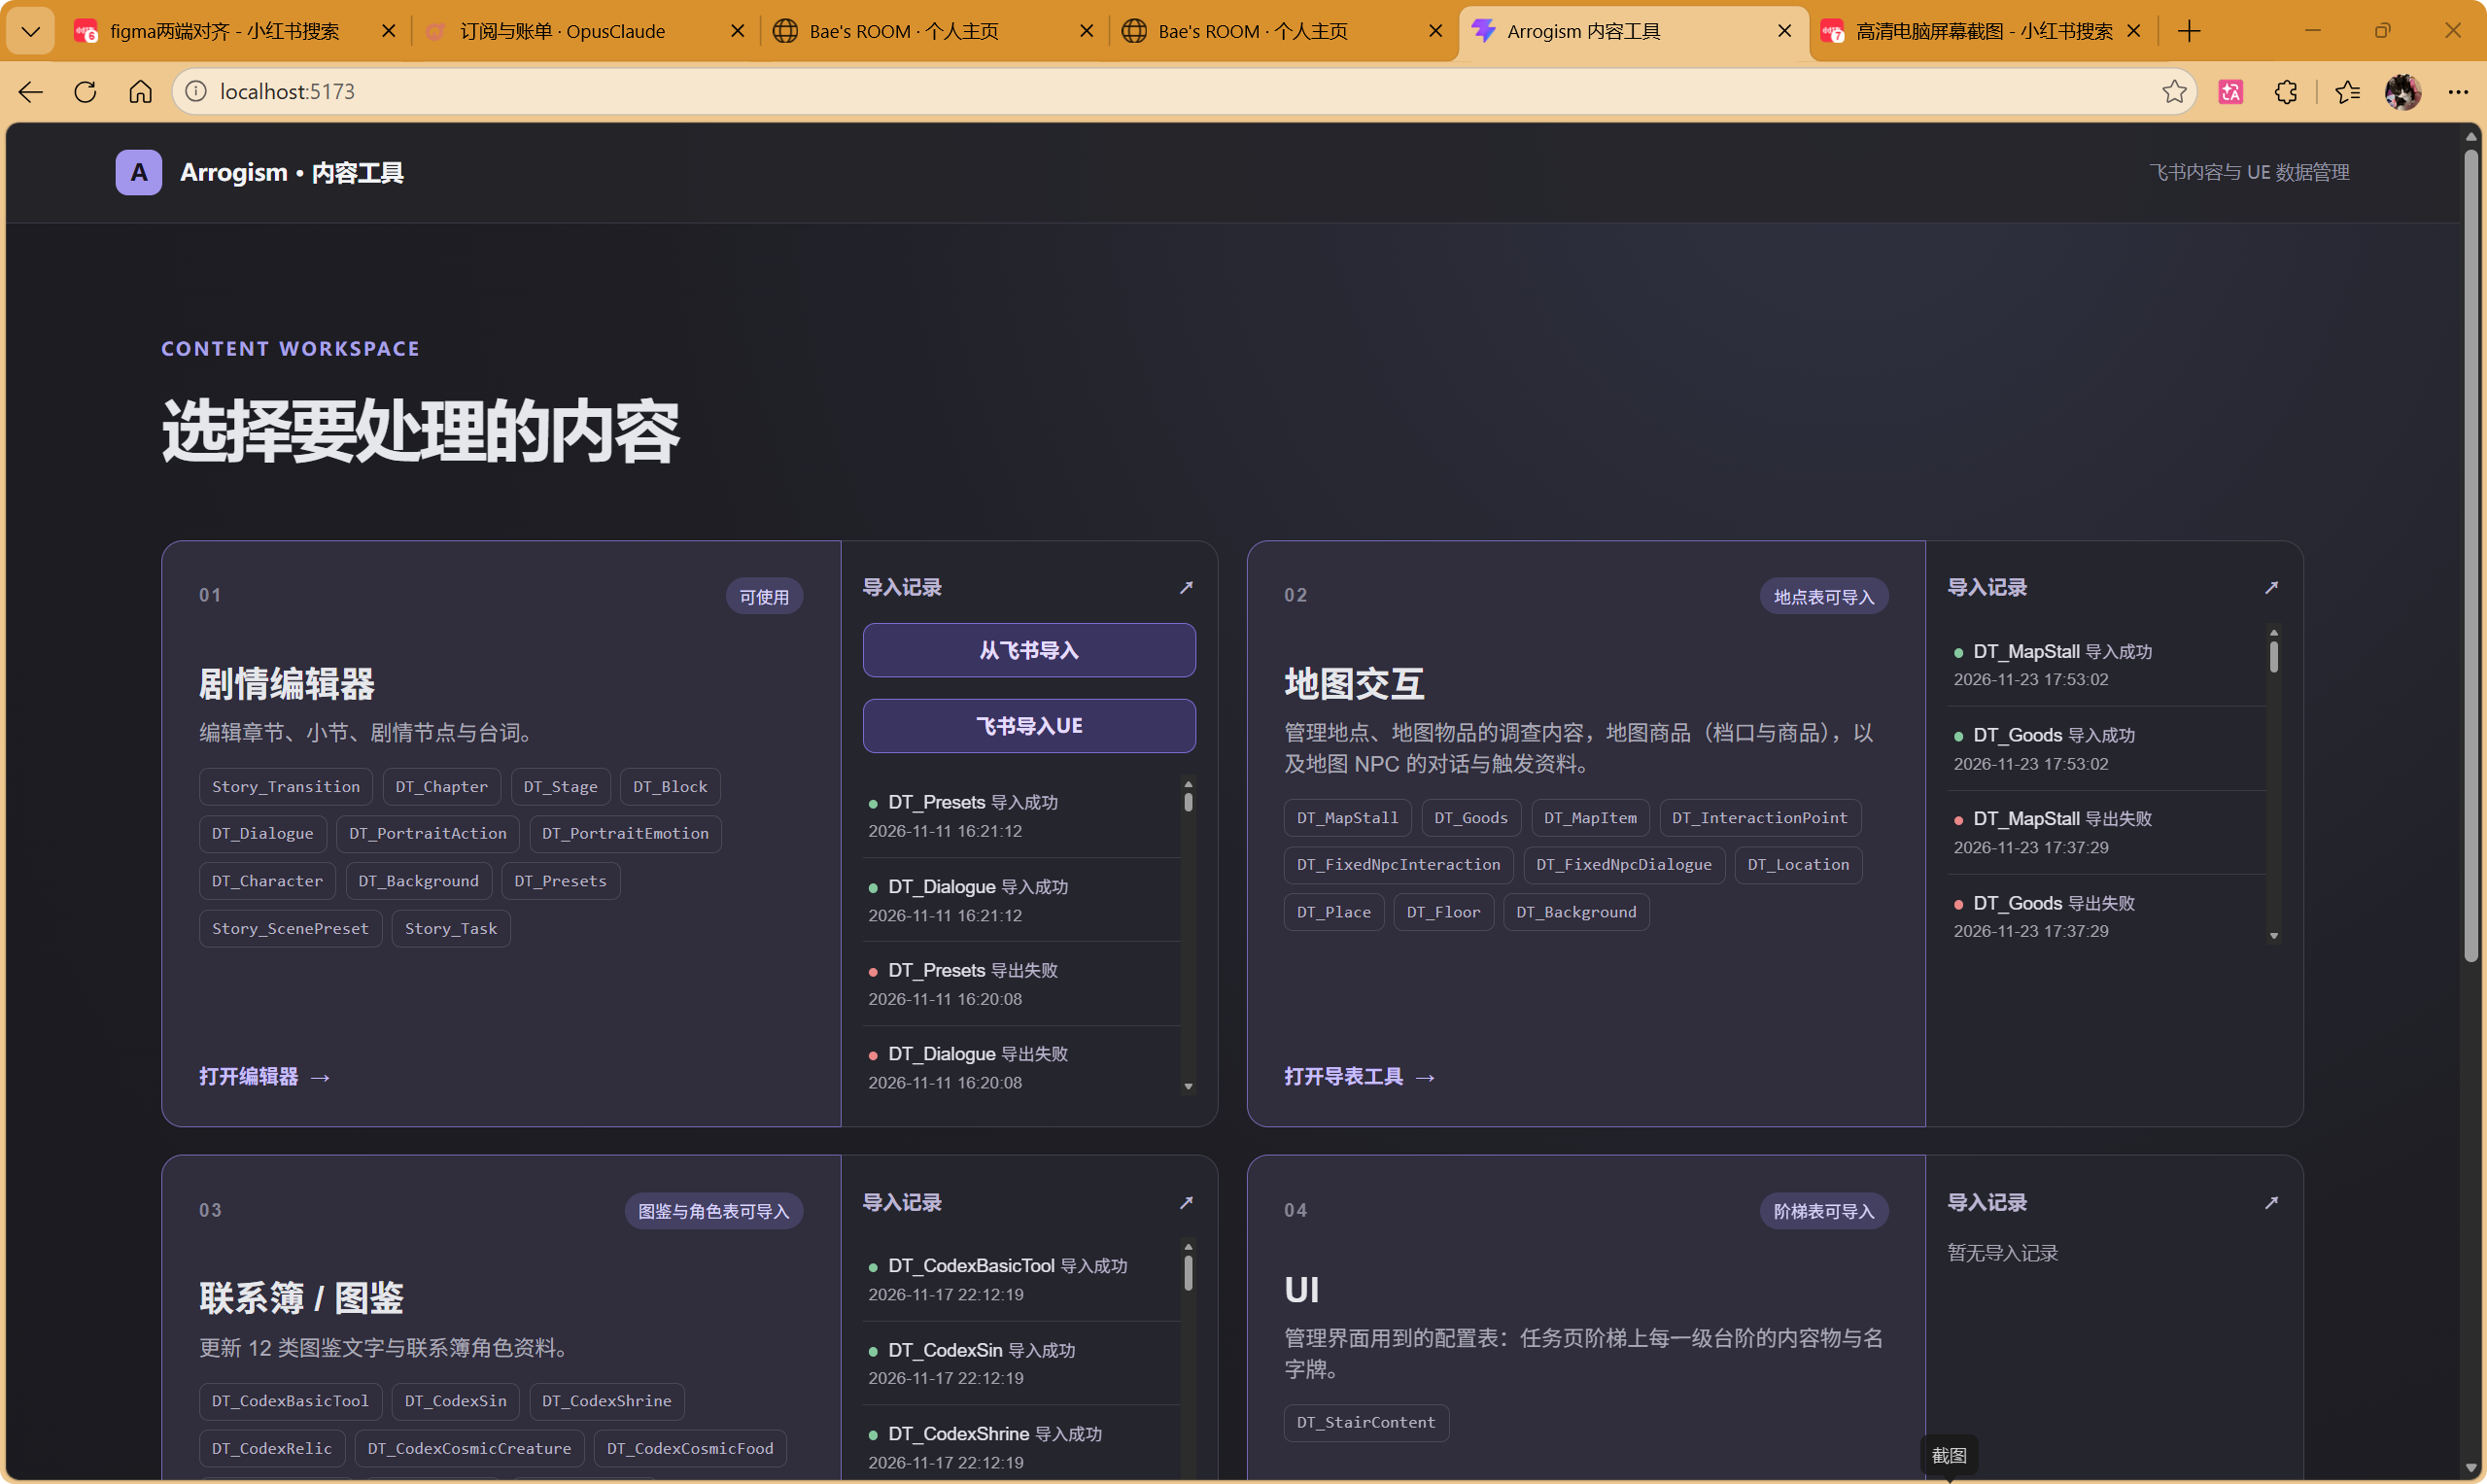 figma两端对齐 - 小红书搜索
订阅与账单 · OpusClaude
Bae's ROOM · 个人主页
Bae's ROOM · 个人主页
Arrogism 内容工具
高清电脑屏幕截图 - 小红书搜索
localhost:5173
A
Arrogism • 内容工具
飞书内容与 UE 数据管理
CONTENT WORKSPACE
选择要处理的内容
01
可使用
剧情编辑器
编辑章节、小节、剧情节点与台词。
Story_Transition DT_Chapter DT_Stage DT_Block
DT_Dialogue DT_PortraitAction DT_PortraitEmotion
DT_Character DT_Background DT_Presets
Story_ScenePreset Story_Task
打开编辑器 →
导入记录
从飞书导入
飞书导入UE
DT_Presets 导入成功
2026-11-11 16:21:12
DT_Dialogue 导入成功
2026-11-11 16:21:12
DT_Presets 导出失败
2026-11-11 16:20:08
DT_Dialogue 导出失败
2026-11-11 16:20:08
02
地点表可导入
地图交互
管理地点、地图物品的调查内容，地图商品（档口与商品），以
及地图 NPC 的对话与触发资料。
DT_MapStall DT_Goods DT_MapItem DT_InteractionPoint
DT_FixedNpcInteraction DT_FixedNpcDialogue DT_Location
DT_Place DT_Floor DT_Background
打开导表工具 →
导入记录
DT_MapStall 导入成功
2026-11-23 17:53:02
DT_Goods 导入成功
2026-11-23 17:53:02
DT_MapStall 导出失败
2026-11-23 17:37:29
DT_Goods 导出失败
2026-11-23 17:37:29
03
图鉴与角色表可导入
联系簿 / 图鉴
更新 12 类图鉴文字与联系簿角色资料。
DT_CodexBasicTool DT_CodexSin DT_CodexShrine
DT_CodexRelic DT_CodexCosmicCreature DT_CodexCosmicFood
导入记录
DT_CodexBasicTool 导入成功
2026-11-17 22:12:19
DT_CodexSin 导入成功
2026-11-17 22:12:19
DT_CodexShrine 导入成功
2026-11-17 22:12:19
04
阶梯表可导入
UI
管理界面用到的配置表：任务页阶梯上每一级台阶的内容物与名
字牌。
DT_StairContent
导入记录
暂无导入记录
截图